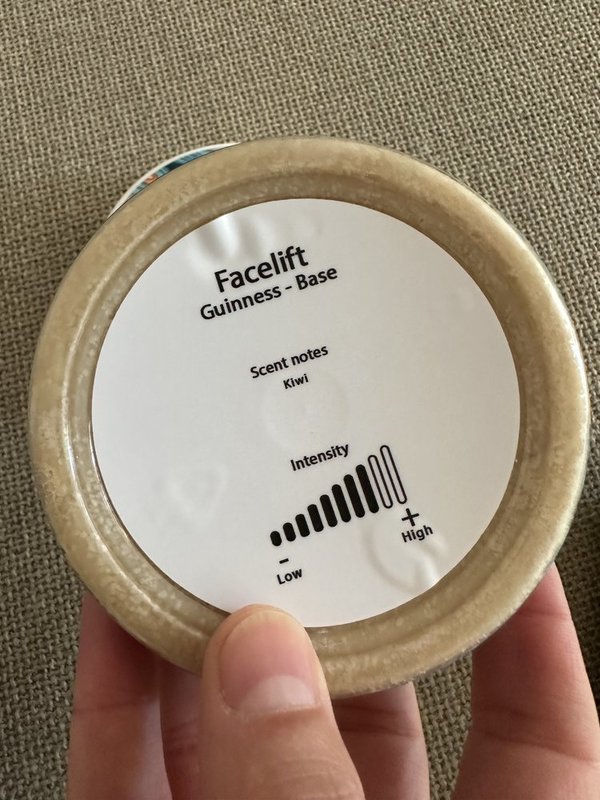 Facelift
Guinness - Base
Scent notes
Kiwi
Intensity
- +
Low High